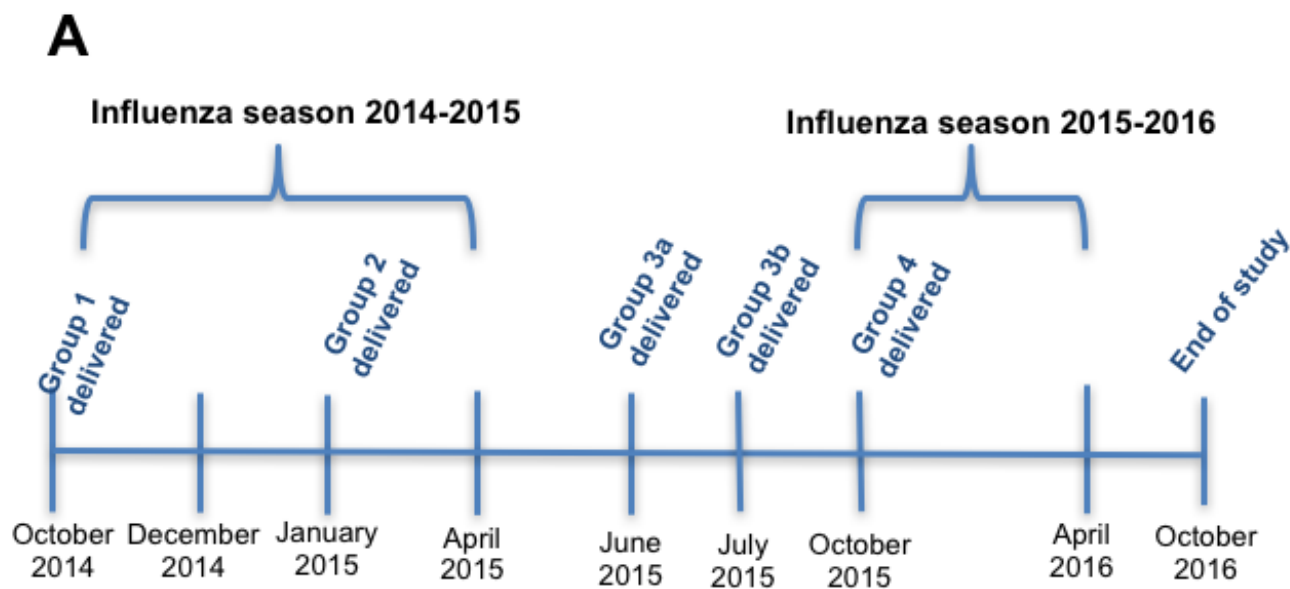 A
Influenza season 2014-2015
Influenza season 2015-2016
Group 1
delivered
Group 2
delivered
Group 3a
delivered
Group 3b
delivered
Group 4
delivered
End of study
October
2014
December
2014
January
2015
April
2015
June
2015
July
2015
October
2015
April
2016
October
2016